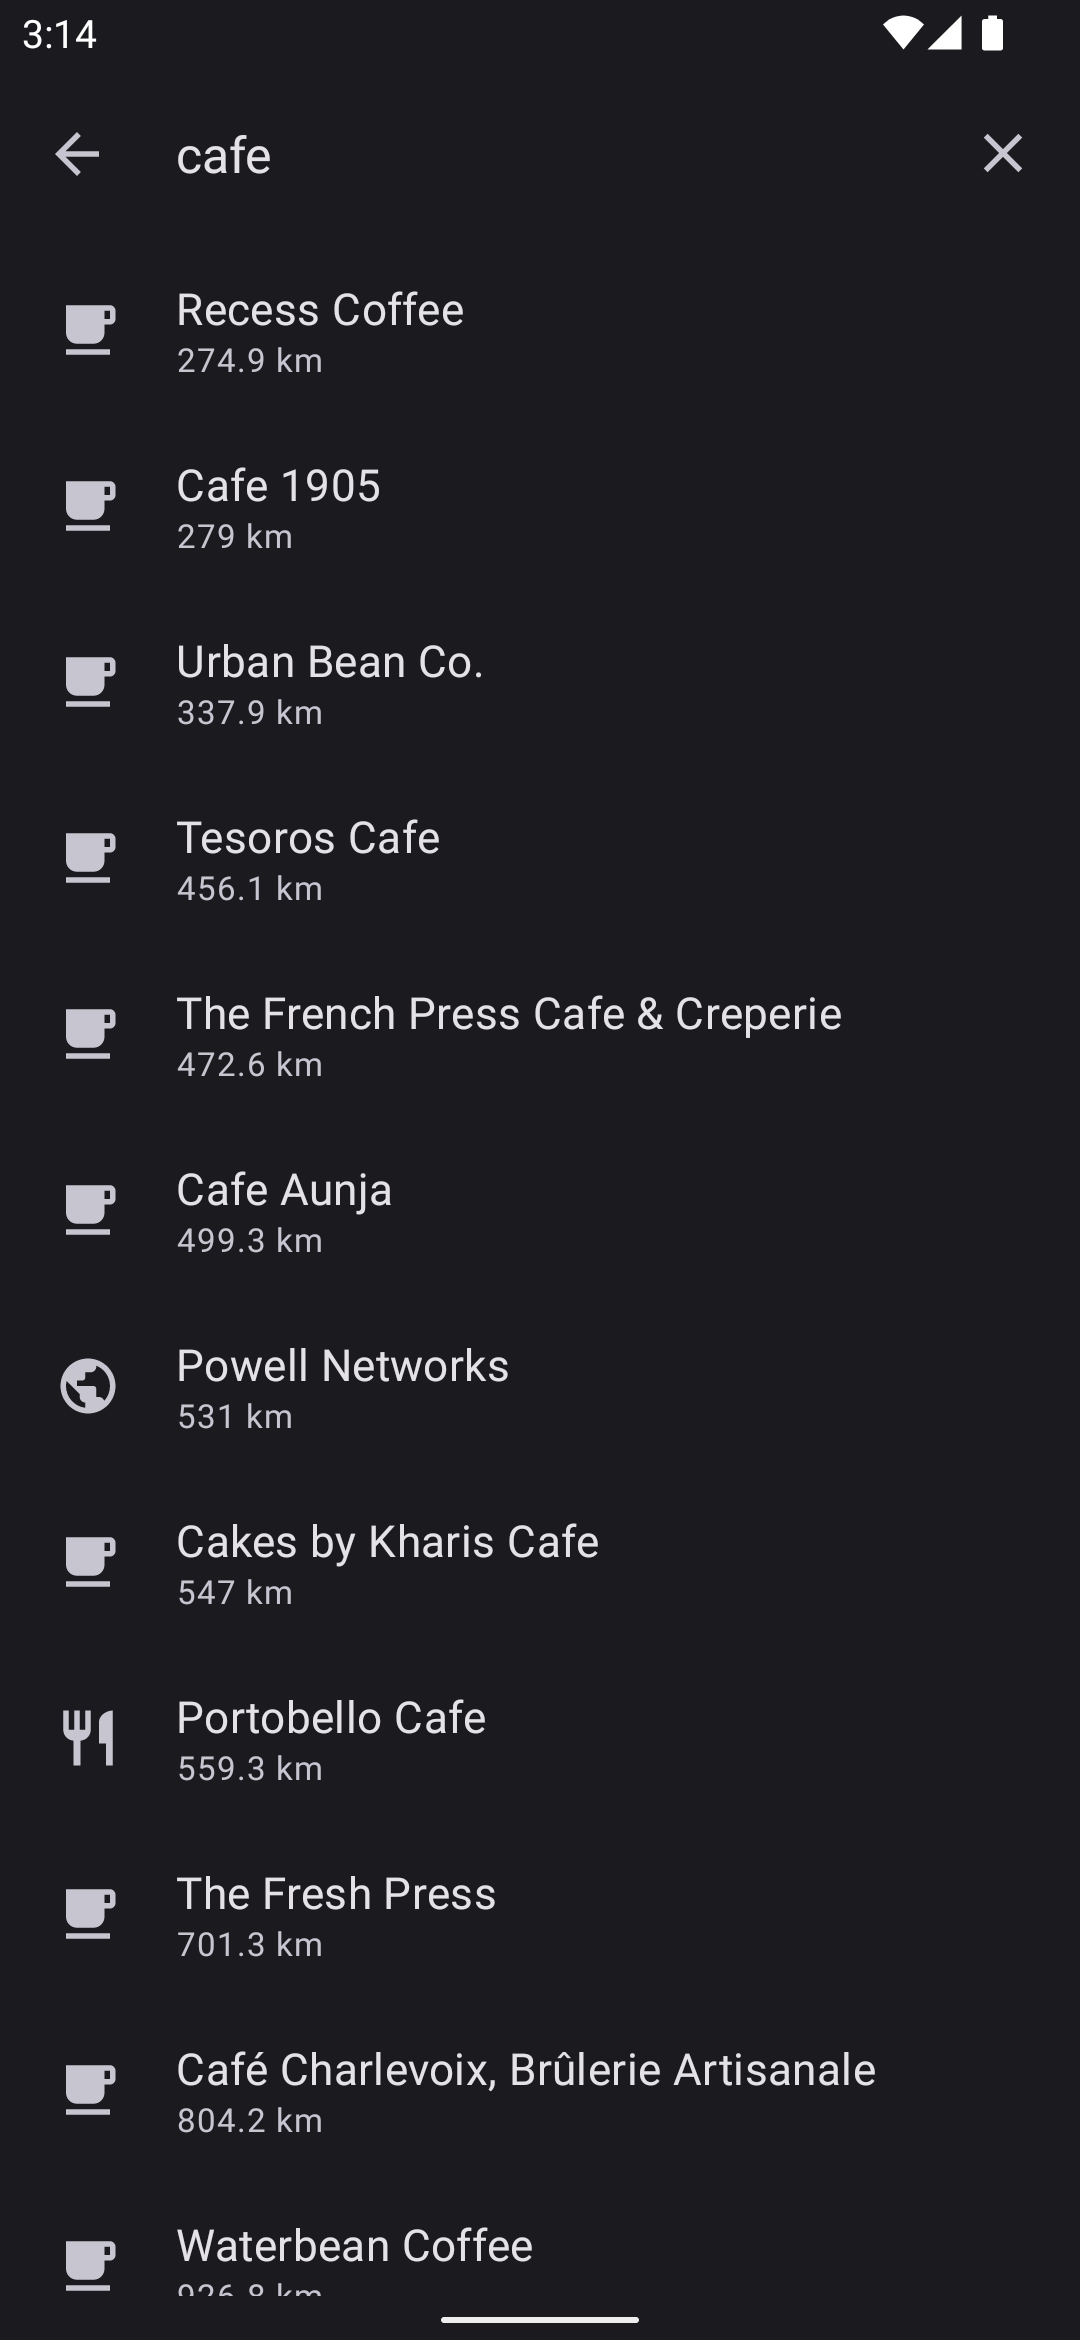 3:14
cafe
Recess Coffee
274.9 km
Cafe 1905
279 km
Urban Bean Co.
337.9 km
Tesoros Cafe
456.1 km
The French Press Cafe & Creperie
472.6 km
Cafe Aunja
499.3 km
Powell Networks
531 km
Cakes by Kharis Cafe
547 km
Portobello Cafe
559.3 km
The Fresh Press
701.3 km
Café Charlevoix, Brûlerie Artisanale
804.2 km
Waterbean Coffee
926.8 km